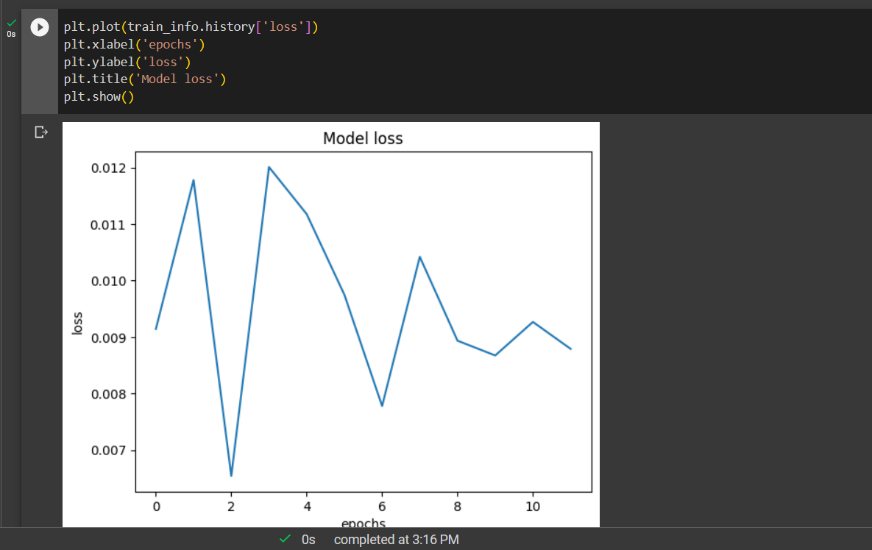 plt.plot(train_info.history['loss'])
0s
plt.xlabel('epochs')
plt.ylabel('loss')
plt.title('Model loss')
plt.show()
Model loss
0.012
0.011
0.010
0.009
0.008
0.007
loss
0 2 4 6 8 10
epochs
0s completed at 3:16 PM